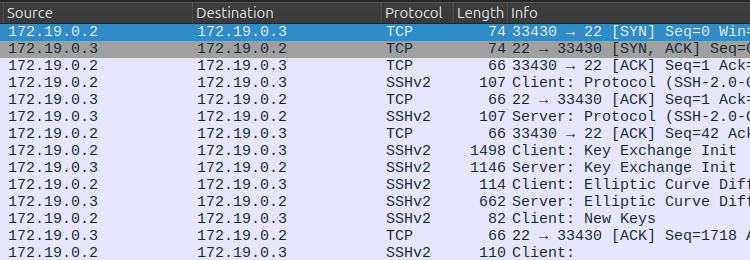 Source Destination Protocol Length Info
172.19.0.2 172.19.0.3 TCP 74 33430 → 22 [SYN] Seq=0 Win=
172.19.0.3 172.19.0.2 TCP 74 22 → 33430 [SYN, ACK] Seq=
172.19.0.2 172.19.0.3 TCP 66 33430 → 22 [ACK] Seq=1 Ack=
172.19.0.2 172.19.0.3 SSHv2 107 Client: Protocol (SSH-2.0-
172.19.0.3 172.19.0.2 TCP 66 22 → 33430 [ACK] Seq=1 Ack=
172.19.0.3 172.19.0.2 SSHv2 107 Server: Protocol (SSH-2.0-
172.19.0.2 172.19.0.3 TCP 66 33430 → 22 [ACK] Seq=42 Ack
172.19.0.2 172.19.0.3 SSHv2 1498 Client: Key Exchange Init
172.19.0.3 172.19.0.2 SSHv2 1146 Server: Key Exchange Init
172.19.0.2 172.19.0.3 SSHv2 114 Client: Elliptic Curve Diff
172.19.0.3 172.19.0.2 SSHv2 662 Server: Elliptic Curve Diff
172.19.0.2 172.19.0.3 SSHv2 82 Client: New Keys
172.19.0.3 172.19.0.2 TCP 66 22 → 33430 [ACK] Seq=1718
172.19.0.2 172.19.0.3 SSHv2 110 Client: